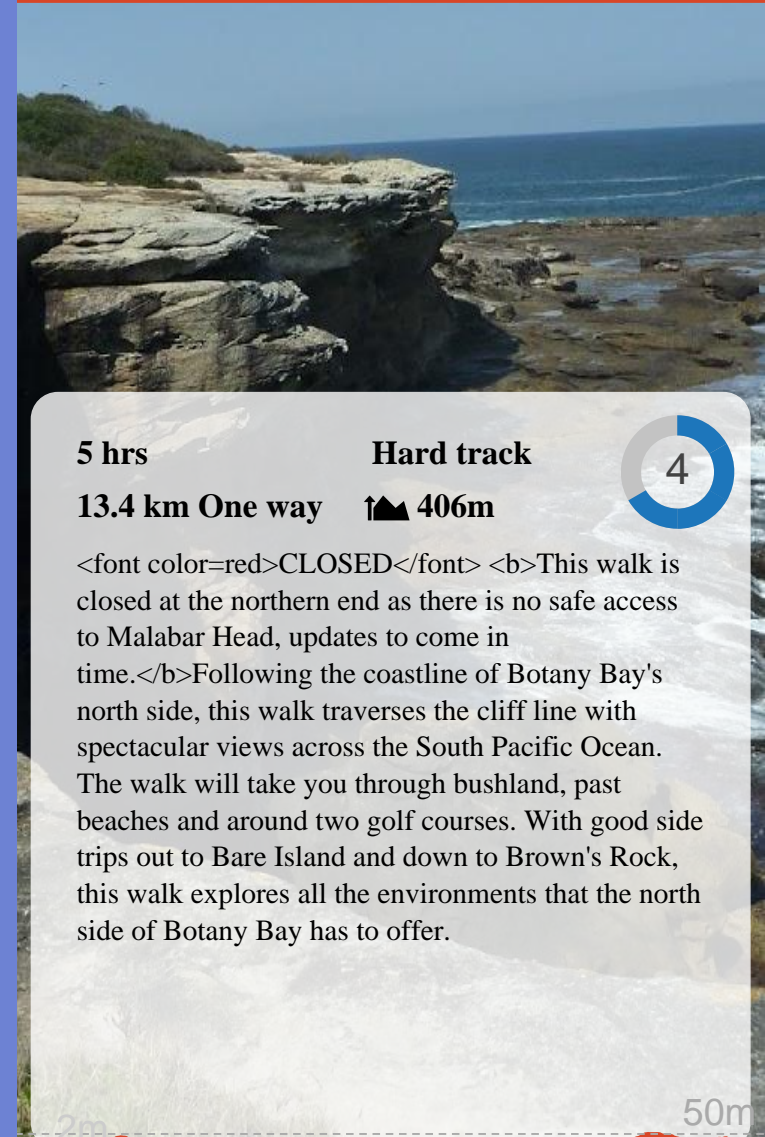 5 hrs
Hard track
4
13.4 km One way
406m
<font color=red>CLOSED</font> <b>This walk is
closed at the northern end as there is no safe access
to Malabar Head, updates to come in
time.</b>Following the coastline of Botany Bay's
north side, this walk traverses the cliff line with
spectacular views across the South Pacific Ocean.
The walk will take you through bushland, past
beaches and around two golf courses. With good side
trips out to Bare Island and down to Brown's Rock,
this walk explores all the environments that the north
side of Botany Bay has to offer.
50m
2m